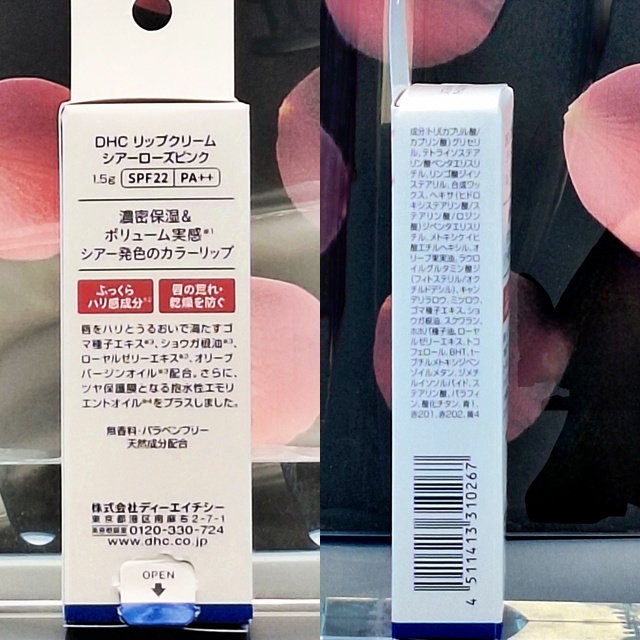 DHC リップクリーム
シアーローズピンク
1.5g SPF22 PA++
濃密保湿&
ボリューム実感※1
シアー発色のカラーリップ
ふっくら
ハリ感成分※2
唇の荒れ・
乾燥を防ぐ
唇をハリとうるおいで満たすゴ
マ種子エキス※3、ショウガ根油※3、
ローヤルゼリーエキス※3、オリーブ
バージンオイル※3配合。さらに、
ツヤ保護膜となる抱水性エモリ
エントオイル※4をプラスしました。
無香料・パラベンフリー
天然成分配合
株式会社ディーエイチシー
東京都港区南麻布2-7-1
0120-330-724
www.dhc.co.jp
OPEN
成分:トリ(カプリル酸/
カプリン酸)グリセリ
ル、テトライソステア
リン酸ペンタエリスリ
チル、リンゴ酸ジイソ
ステアリル、合成ワッ
クス、ヘキサ(ヒドロ
キシステアリン酸/ス
テアリン酸/ロジン
酸)ジペンタエリスリ
チル、メトキシケイヒ
酸エチルヘキシル、オ
リーブ果実油、ラウロ
イルグルタミン酸ジ
(フィトステリル/オク
チルドデシル)、キャン
デリラロウ、ミツロウ、
ゴマ種子エキス、ショ
ウガ根油、スクワラン、
ホホバ種子油、ローヤ
ルゼリーエキス、トコ
フェロール、BHT、t-ブ
チルメトキシジベン
ゾイルメタン、ジメチ
ルイソソルバイド、ス
テアリン酸、パラフィ
ン、酸化チタン、青1、
赤201、赤202、黄4
4 511413 310267